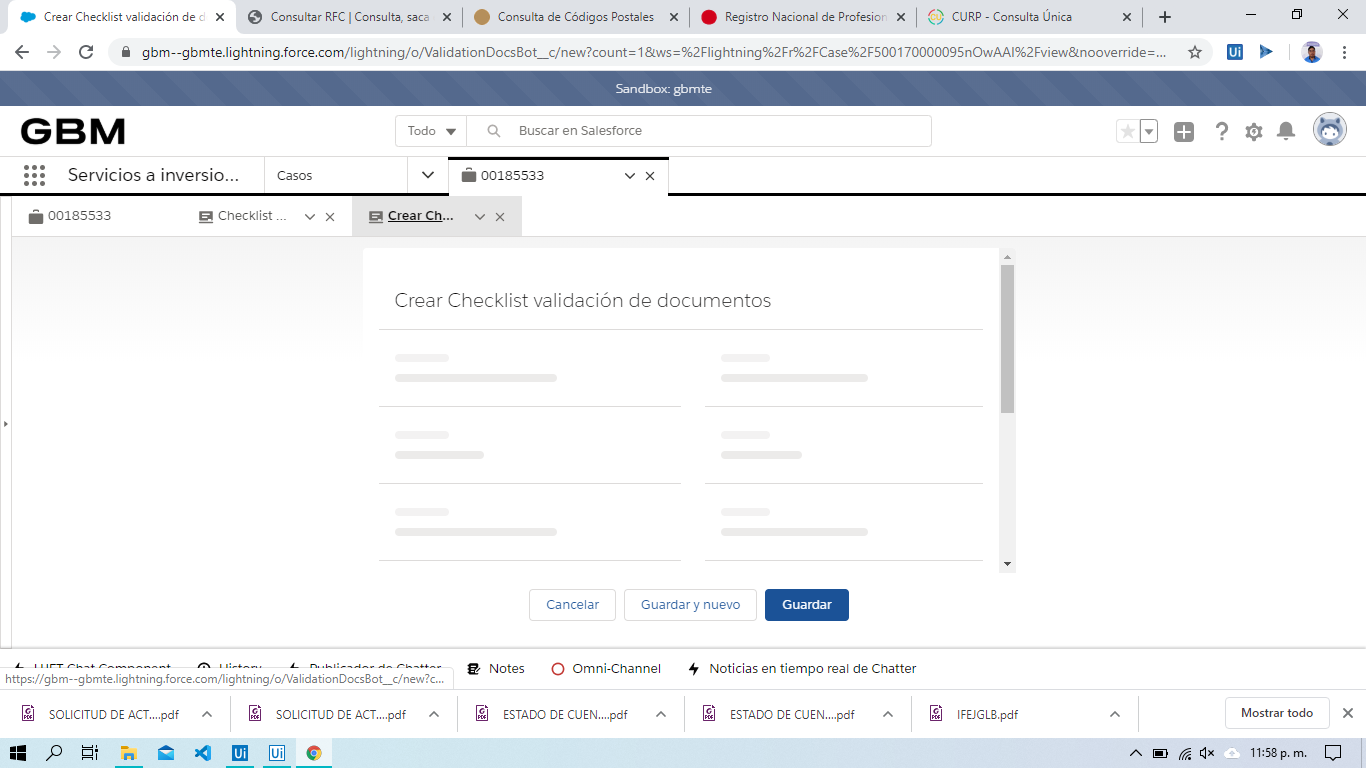 Crear Checklist validación de d
Consultar RFC | Consulta, saca
Consulta de Códigos Postales
Registro Nacional de Profesion
CURP - Consulta Única
gbm--gbmte.lightning.force.com/lightning/o/ValidationDocsBot__c/new?count=1&ws=%2Flightning%2Fr%2FCase%2F500170000095nOwAAI%2Fview&nooverride=...
Sandbox: gbmte
GBM
Todo
Buscar en Salesforce
Servicios a inversio...
Casos
00185533
00185533
Checklist ...
Crear Ch...
Crear Checklist validación de documentos
Cancelar
Guardar y nuevo
Guardar
LUFT Chat Component
History
Publicador de Chatter
Notes
Omni-Channel
Noticias en tiempo real de Chatter
https://gbm--gbmte.lightning.force.com/lightning/o/ValidationDocsBot__c/new?c...
SOLICITUD DE ACT....pdf
SOLICITUD DE ACT....pdf
ESTADO DE CUEN....pdf
ESTADO DE CUEN....pdf
IFEJGLB.pdf
Mostrar todo
11:58 p. m.